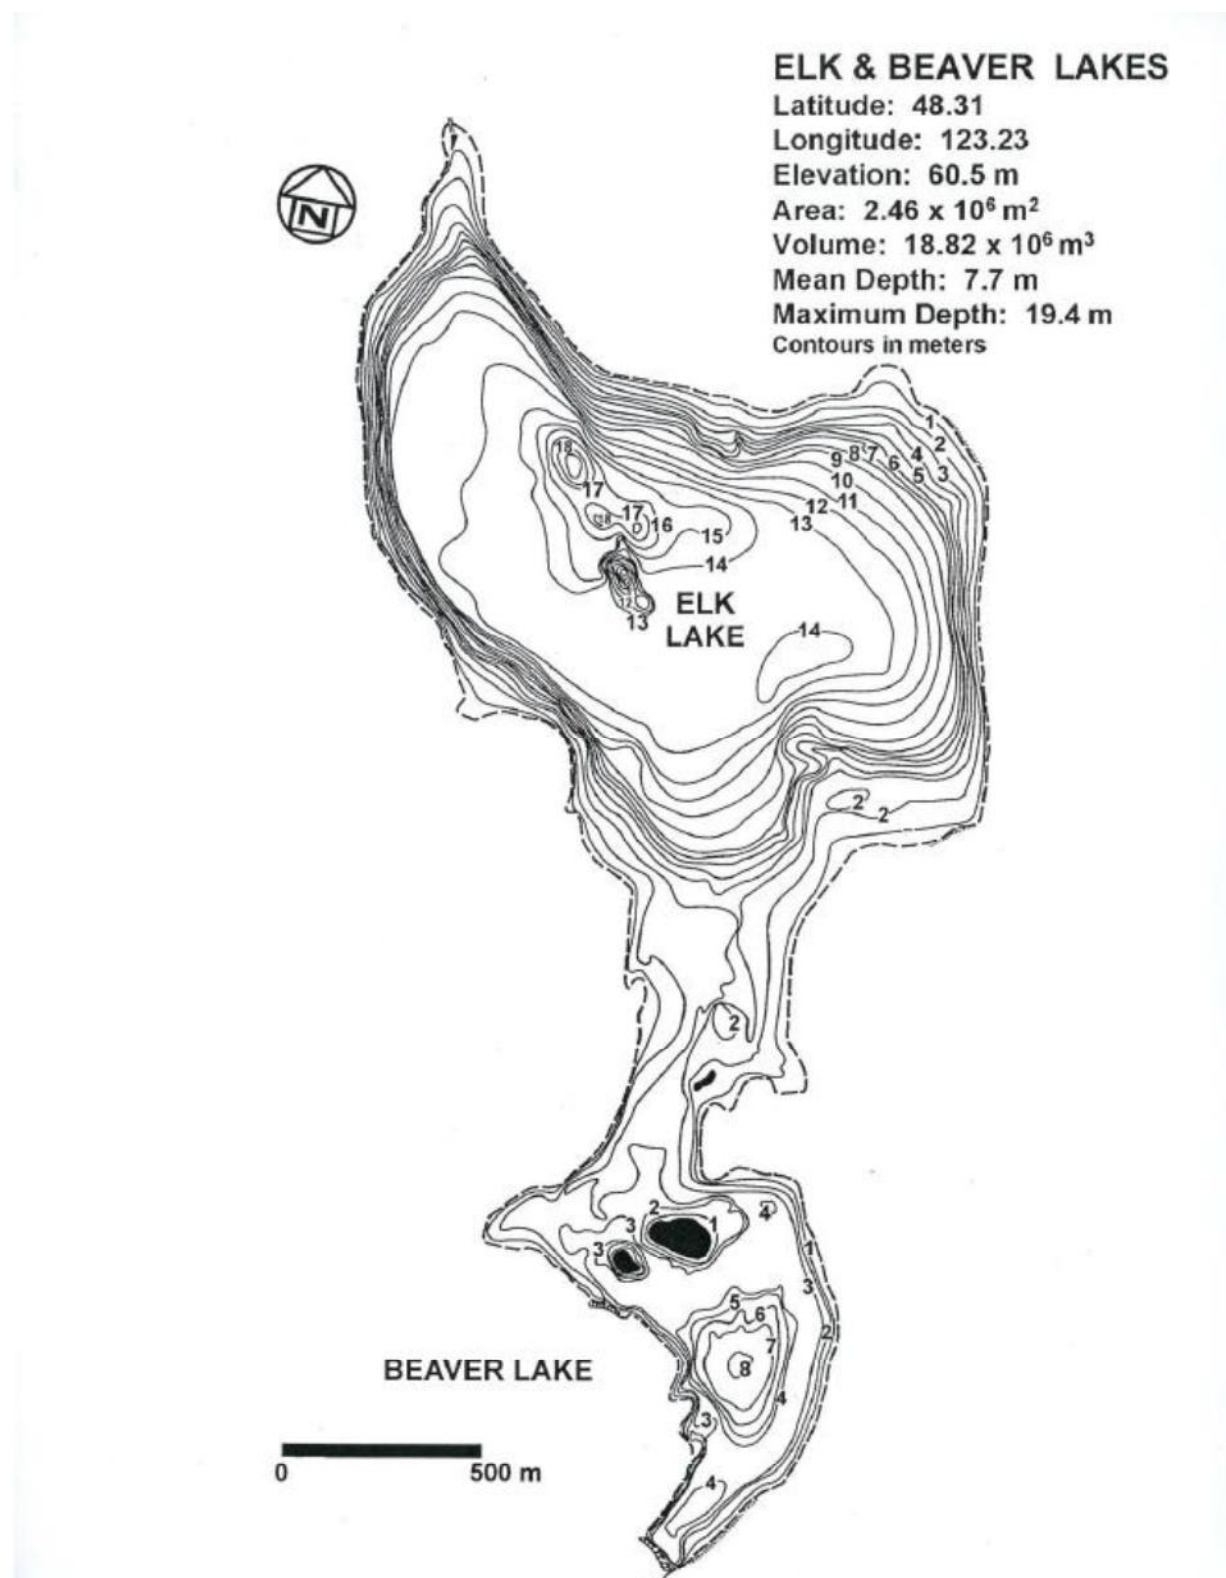 ELK & BEAVER LAKES
Latitude: 48.31
Longitude: 123.23
Elevation: 60.5 m
Area: 2.46 x 10⁶ m²
Volume: 18.82 x 10⁶ m³
Mean Depth: 7.7 m
Maximum Depth: 19.4 m
Contours in meters
N
1
2
18
9 8 7 6 4 3
5
10
17
12 11
18 17 16 13
15
14
12
13
ELK
LAKE
14
2
2
2
2 1 4
3
3
1
3
5
6
2
7
8
BEAVER LAKE
4
3
0 500 m
4